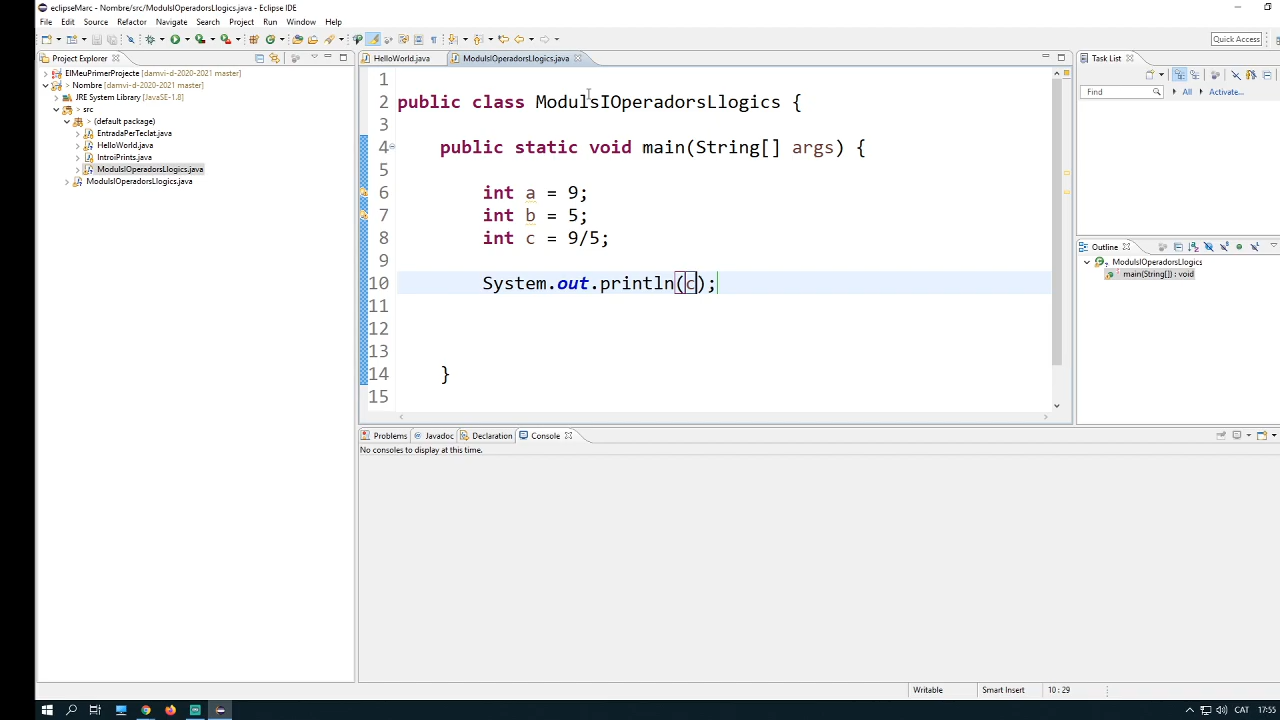 eclipseMarc - Nombre/src/ModulsIOperadorsLlogics.java - Eclipse IDE
File Edit Source Refactor Navigate Search Project Run Window Help
Quick Access
Project Explorer
HelloWorld.java
ModulsIOperadorsLlogics.java
Task List
ElMeuPrimerProjecte [damvi-d-2020-2021 master]
> Nombre [damvi-d-2020-2021 master]
JRE System Library [JavaSE-1.8]
> src
> (default package)
EntradaPerTeclat.java
HelloWorld.java
IntroiPrints.java
ModulsIOperadorsLlogics.java
ModulsIOperadorsLlogics.java
1
2 public class ModulsIOperadorsLlogics {
3
4 public static void main(String[] args) {
5
6 int a = 9;
7 int b = 5;
8 int c = 9/5;
9
10 System.out.println(c);
11
12
13
14 }
15
Find All Activate...
Outline
ModulsIOperadorsLlogics
main(String[]) : void
Problems Javadoc Declaration Console
No consoles to display at this time.
Writable Smart Insert 10 : 29
CAT 17:55